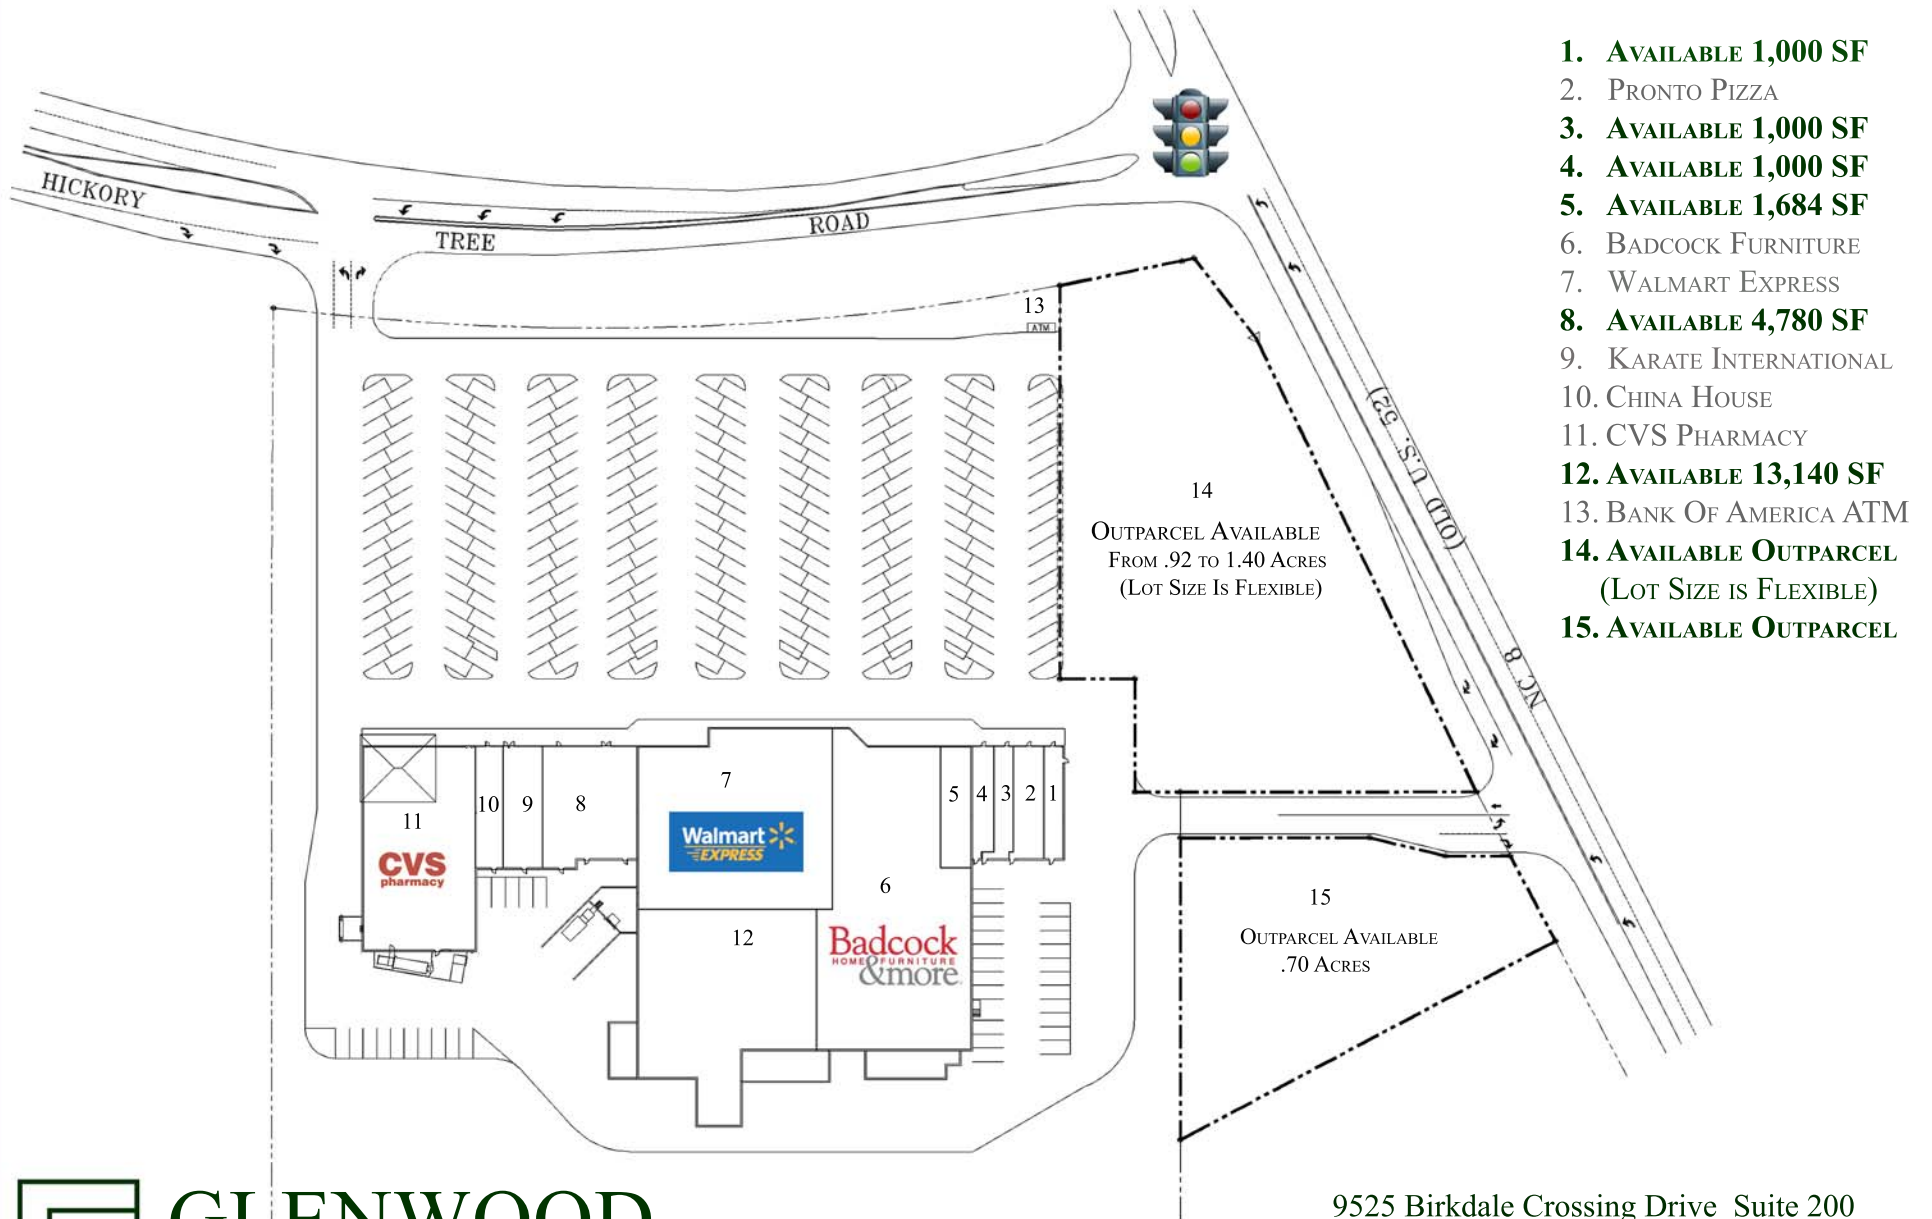 1. Available 1,000 SF
2. Pronto Pizza
3. Available 1,000 SF
4. Available 1,000 SF
5. Available 1,684 SF
6. Badcock Furniture
7. Walmart Express
8. Available 4,780 SF
9. Karate International
10. China House
11. CVS Pharmacy
12. Available 13,140 SF
13. Bank Of America ATM
14. Available Outparcel
(Lot Size is Flexible)
15. Available Outparcel
HICKORY
TREE
ROAD
13
ATM
(OLD U.S. 52)
NC 8
14
Outparcel Available
From .92 to 1.40 Acres
(Lot Size Is Flexible)
11
CVS
pharmacy
10
9
8
7
Walmart
EXPRESS
5
4
3
2
1
6
Badcock
HOME FURNITURE
&more
12
15
Outparcel Available
.70 Acres
GLENWOOD
9525 Birkdale Crossing Drive Suite 200